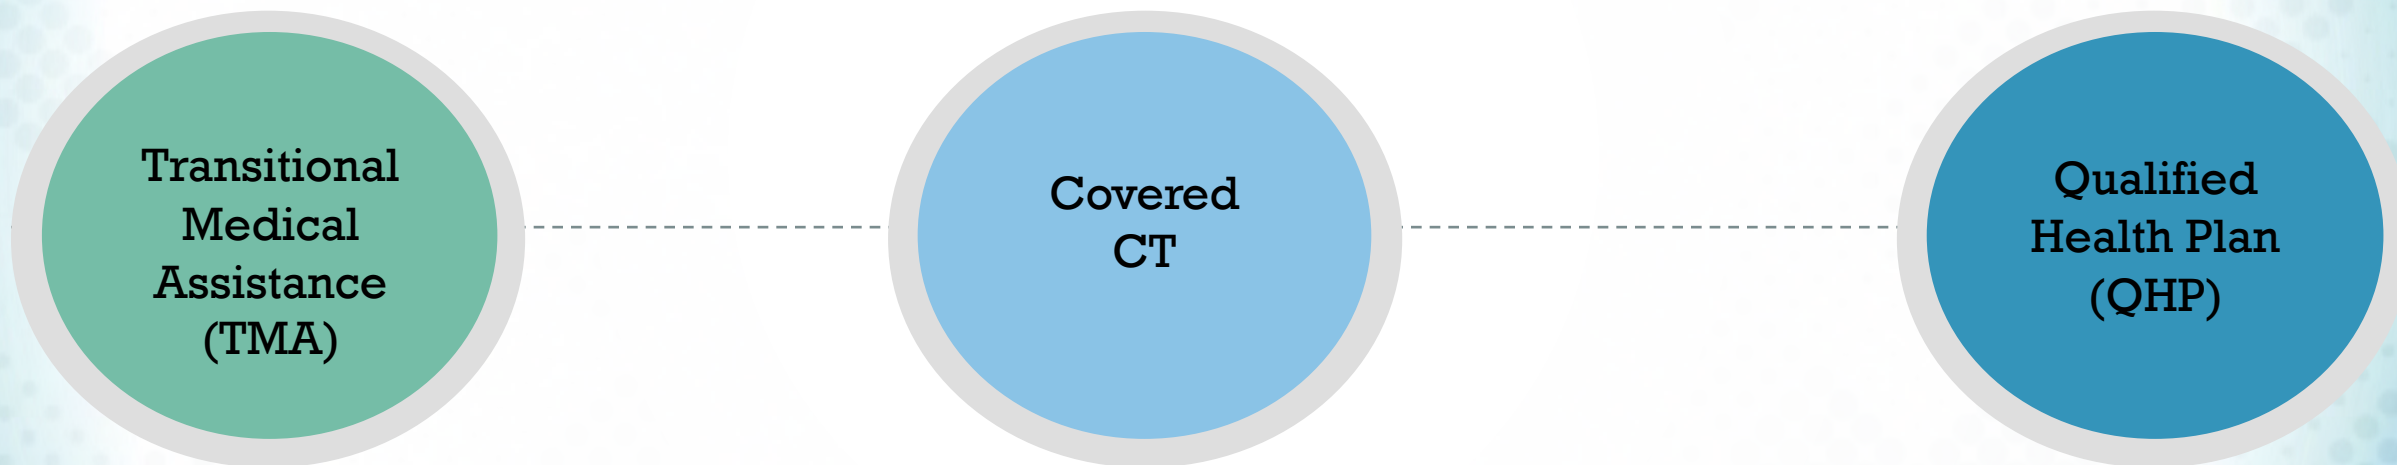 Transitional
Medical
Assistance
(TMA)
Covered
CT
Qualified
Health Plan
(QHP)